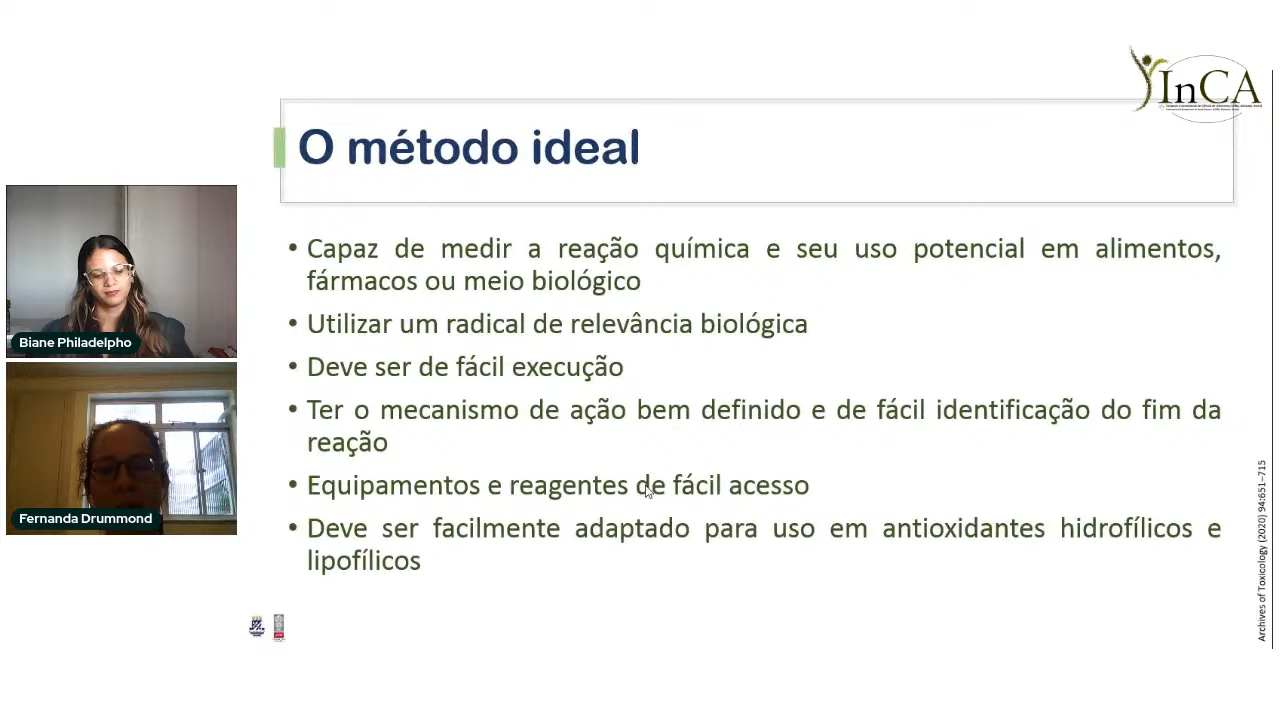 InCA
O método ideal
• Capaz de medir a reação química e seu uso potencial em alimentos,
fármacos ou meio biológico
• Utilizar um radical de relevância biológica
• Deve ser de fácil execução
• Ter o mecanismo de ação bem definido e de fácil identificação do fim da
reação
• Equipamentos e reagentes de fácil acesso
• Deve ser facilmente adaptado para uso em antioxidantes hidrofílicos e
lipofílicos
Biane Philadelpho
Fernanda Drummond
Archives of Toxicology (2020) 94:651–715